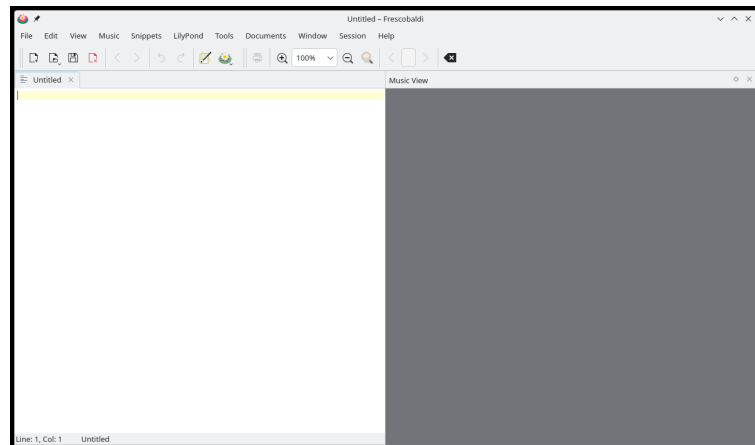 Untitled – Frescobaldi
File Edit View Music Snippets LilyPond Tools Documents Window Session Help
100%
Untitled
Music View
Line: 1, Col: 1 Untitled